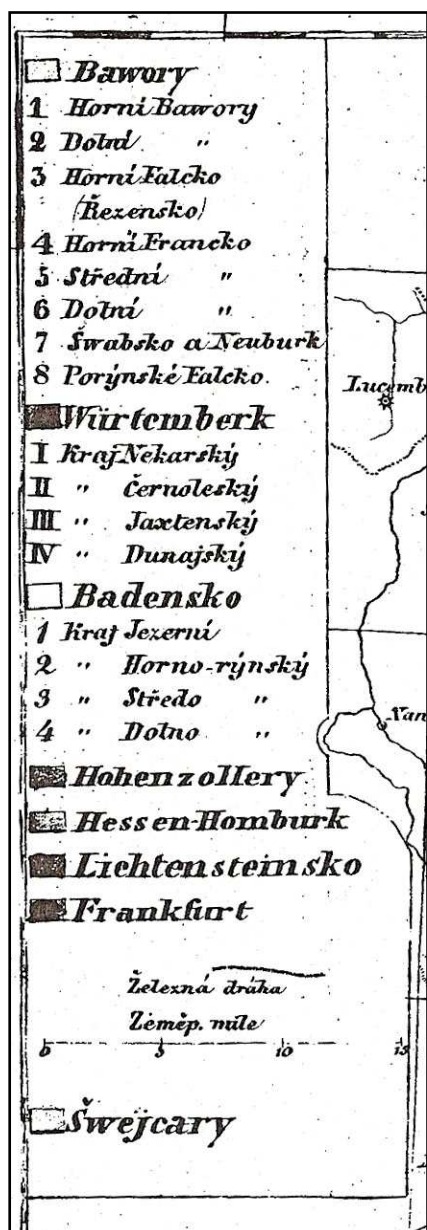 Bawory
1 Horní Bawory
2 Dolní "
3 Horní Falcko
(Řezensko)
4 Horní Francko
5 Střední "
6 Dolní "
7 Šwabsko a Neuburk
8 Porýnské Falcko
Würtemberk
I Kraj Nekarský
II " Černoleský
III " Jaxtenský
IV " Dunajský
Badensko
1 Kraj Jezerní
2 " Horno-rýnský
3 " Středo "
4 " Dolno "
Hohenzollery
Hessen-Homburk
Lichtensteinsko
Frankfurt
Železná dráha
Zeměp. míle
0 5 10 15
Šwejcary
Lucemb
Nan